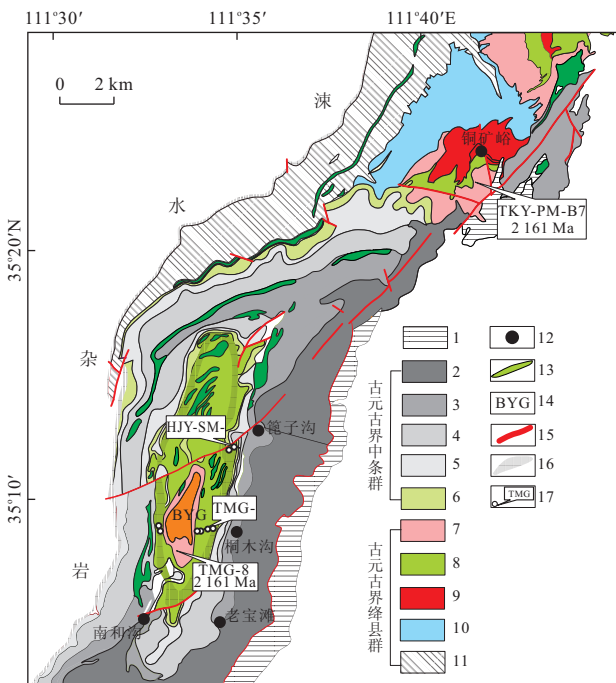 111°30′ 111°35′ 111°40′E
0 2 km
涑
水
杂
岩
铜矿峪
TKY-PM-B7
2 161 Ma
35°20′N
35°10′
HJY-SM-
篦子沟
BYG
TMG-
桐木沟
TMG-8
2 161 Ma
南和沟
老宝滩
古元古界中条群
古元古界绛县群
1
2
3
4
5
6
7
8
9
10
11
12
13
BYG 14
15
16
TMG 17